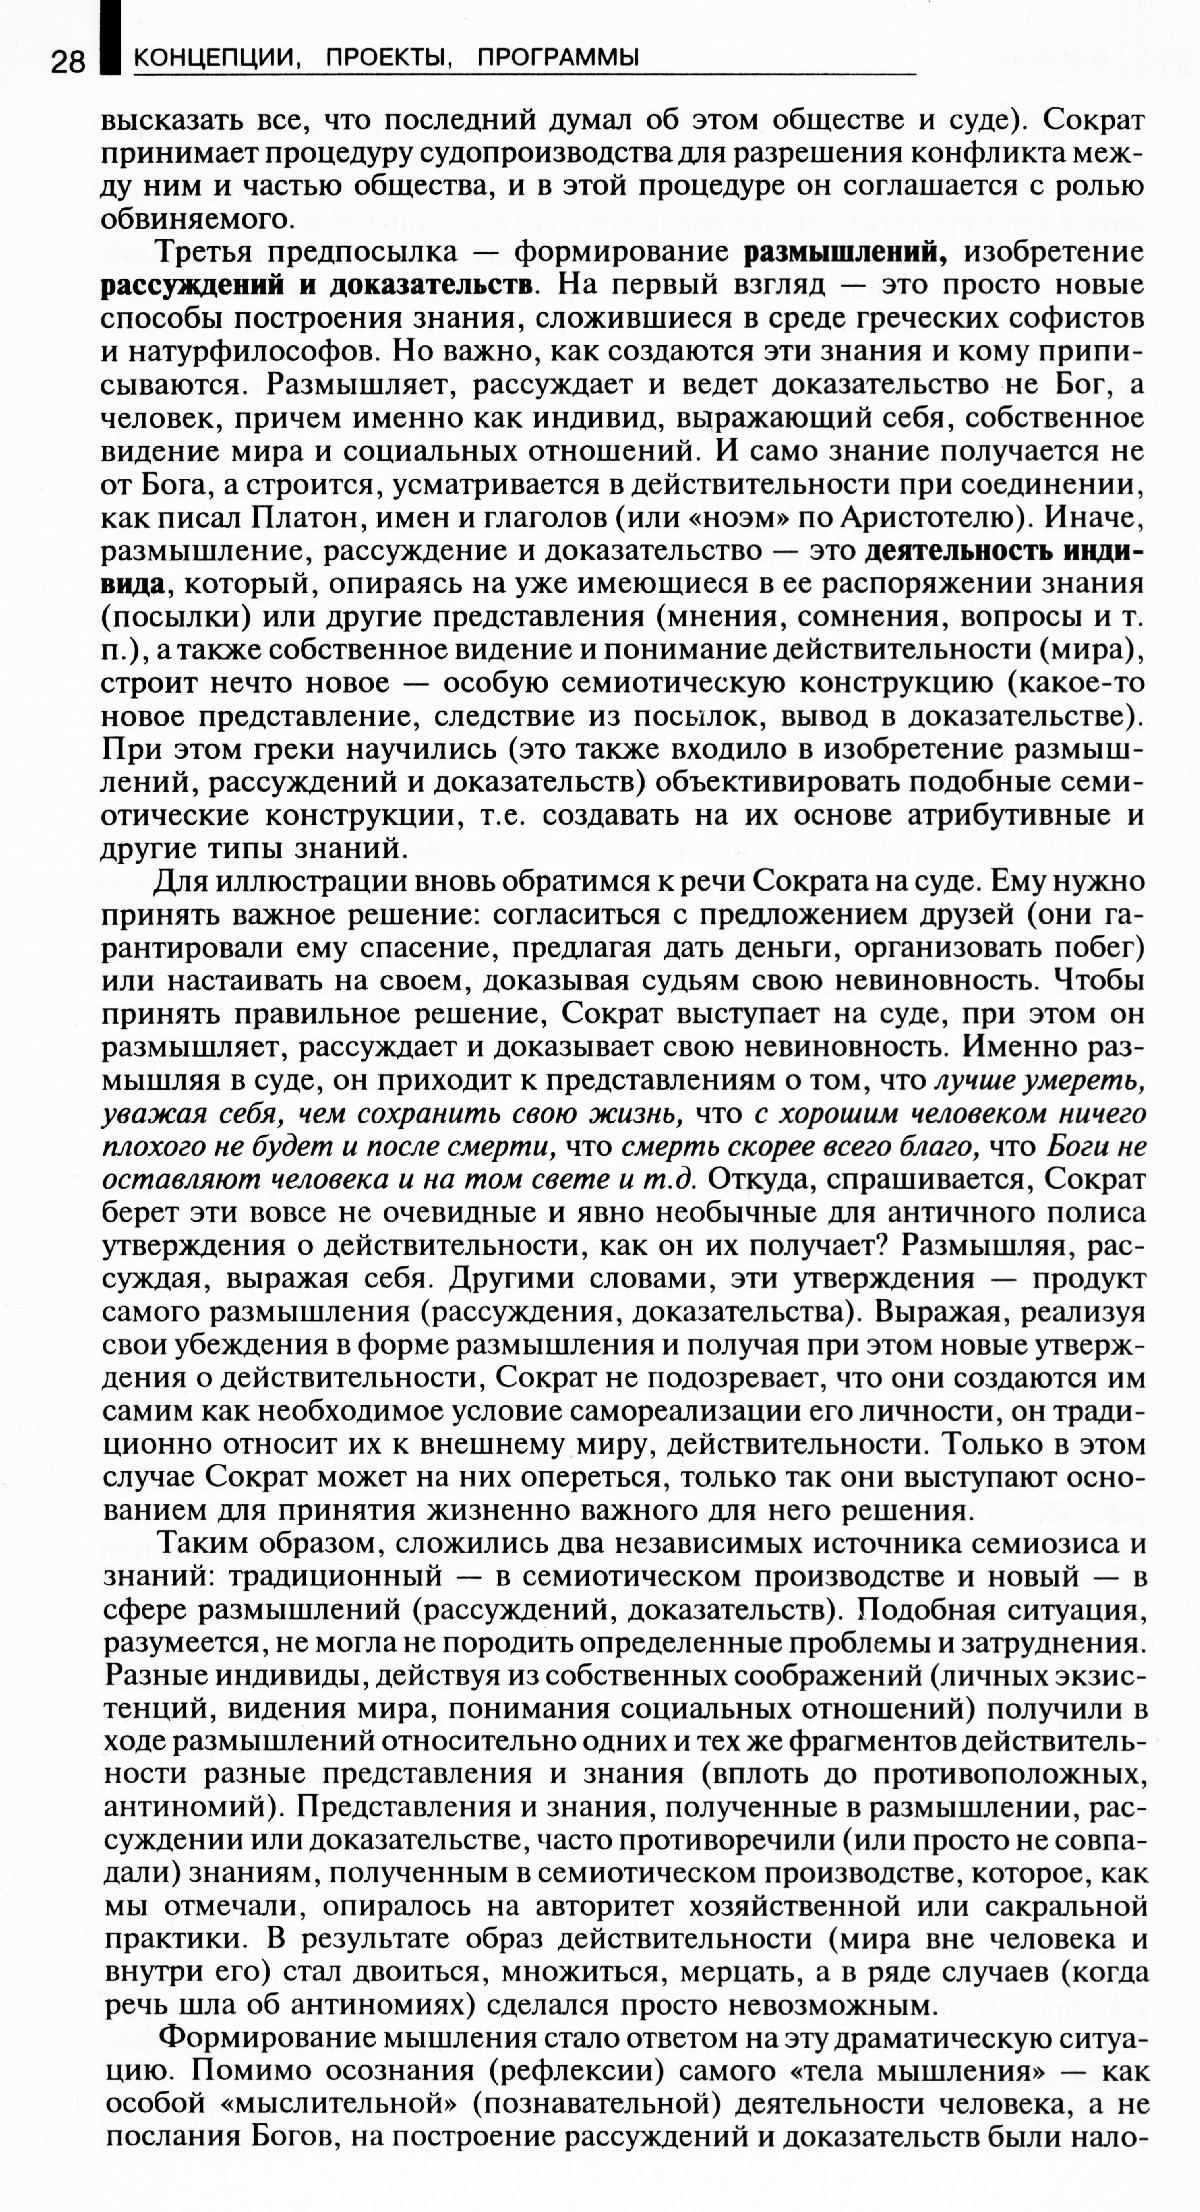 28
КОНЦЕПЦИИ, ПРОЕКТЫ, ПРОГРАММЫ
высказать все, что последний думал об этом обществе и суде). Сократ
принимает процедуру судопроизводства для разрешения конфликта меж-
ду ним и частью общества, и в этой процедуре он соглашается с ролью
обвиняемого.
Третья предпосылка — формирование размышлений, изобретение
рассуждений и доказательств. На первый взгляд — это просто новые
способы построения знания, сложившиеся в среде греческих софистов
и натурфилософов. Но важно, как создаются эти знания и кому припи-
сываются. Размышляет, рассуждает и ведет доказательство не Бог, а
человек, причем именно как индивид, выражающий себя, собственное
видение мира и социальных отношений. И само знание получается не
от Бога, а строится, усматривается в действительности при соединении,
как писал Платон, имен и глаголов (или «ноэм» по Аристотелю). Иначе,
размышление, рассуждение и доказательство — это деятельность инди-
вида, который, опираясь на уже имеющиеся в ее распоряжении знания
(посылки) или другие представления (мнения, сомнения, вопросы и т.
п.), а также собственное видение и понимание действительности (мира),
строит нечто новое — особую семиотическую конструкцию (какое-то
новое представление, следствие из посылок, вывод в доказательстве).
При этом греки научились (это также входило в изобретение размыш-
лений, рассуждений и доказательств) объективировать подобные семи-
отические конструкции, т.е. создавать на их основе атрибутивные и
другие типы знаний.
Для иллюстрации вновь обратимся к речи Сократа на суде. Ему нужно
принять важное решение: согласиться с предложением друзей (они га-
рантировали ему спасение, предлагая дать деньги, организовать побег)
или настаивать на своем, доказывая судьям свою невиновность. Чтобы
принять правильное решение, Сократ выступает на суде, при этом он
размышляет, рассуждает и доказывает свою невиновность. Именно раз-
мышляя в суде, он приходит к представлениям о том, что лучше умереть,
уважая себя, чем сохранить свою жизнь, что с хорошим человеком ничего
плохого не будет и после смерти, что смерть скорее всего благо, что Боги не
оставляют человека и на том свете и т.д. Откуда, спрашивается, Сократ
берет эти вовсе не очевидные и явно необычные для античного полиса
утверждения о действительности, как он их получает? Размышляя, рас-
суждая, выражая себя. Другими словами, эти утверждения — продукт
самого размышления (рассуждения, доказательства). Выражая, реализуя
свои убеждения в форме размышления и получая при этом новые утверж-
дения о действительности, Сократ не подозревает, что они создаются им
самим как необходимое условие самореализации его личности, он тради-
ционно относит их к внешнему миру, действительности. Только в этом
случае Сократ может на них опереться, только так они выступают осно-
ванием для принятия жизненно важного для него решения.
Таким образом, сложились два независимых источника семиозиса и
знаний: традиционный — в семиотическом производстве и новый — в
сфере размышлений (рассуждений, доказательств). Подобная ситуация,
разумеется, не могла не породить определенные проблемы и затруднения.
Разные индивиды, действуя из собственных соображений (личных экзис-
тенций, видения мира, понимания социальных отношений) получили в
ходе размышлений относительно одних и тех же фрагментов действитель-
ности разные представления и знания (вплоть до противоположных,
антиномий). Представления и знания, полученные в размышлении, рас-
суждении или доказательстве, часто противоречили (или просто не совпа-
дали) знаниям, полученным в семиотическом производстве, которое, как
мы отмечали, опиралось на авторитет хозяйственной или сакральной
практики. В результате образ действительности (мира вне человека и
внутри его) стал двоиться, множиться, мерцать, а в ряде случаев (когда
речь шла об антиномиях) сделался просто невозможным.
Формирование мышления стало ответом на эту драматическую ситуа-
цию. Помимо осознания (рефлексии) самого «тела мышления» — как
особой «мыслительной» (познавательной) деятельности человека, а не
послания Богов, на построение рассуждений и доказательств были нало-